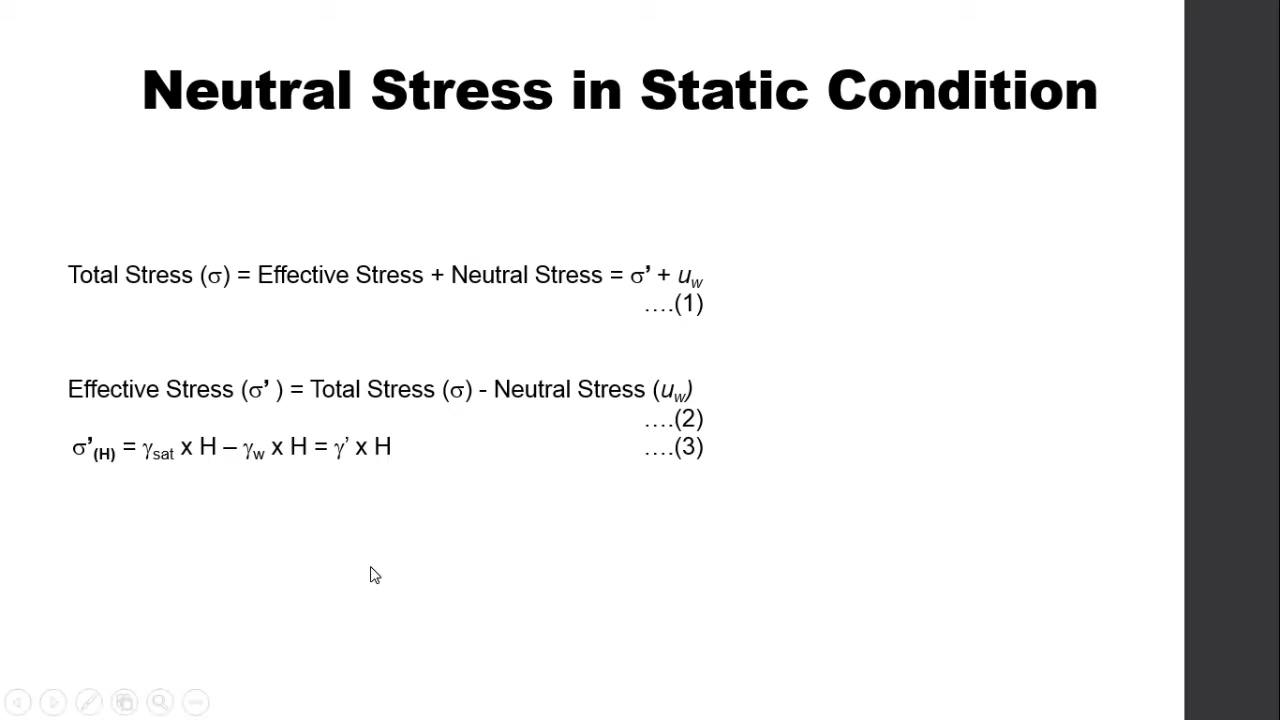 Neutral Stress in Static Condition
Total Stress (σ) = Effective Stress + Neutral Stress = σ’ + uw
….(1)
Effective Stress (σ’ ) = Total Stress (σ) - Neutral Stress (uw)
….(2)
σ’(H) = γsat x H – γw x H = γ’ x H ….(3)